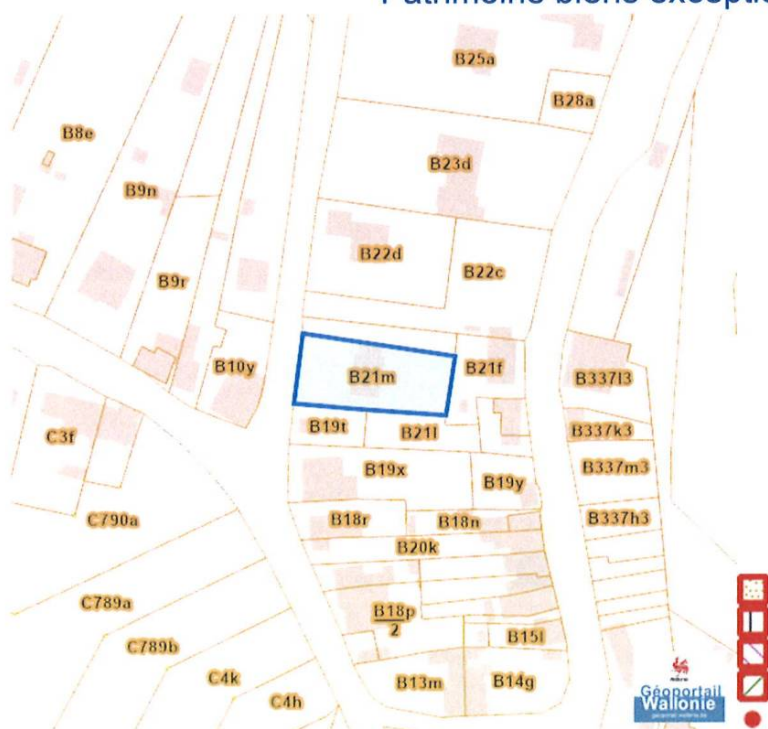 Patrimoine biens exceptio
B25a
B28a
B8e
B23d
B9n
B22d
B22c
B9r
B10y
B21m
B21f
B337l3
C3f
B19t
B21l
B337k3
B19x
B337m3
B19y
C790a
B18r
B18n
B337h3
B20k
C789a
B18p
2
B15l
C789b
C4k
B13m
B14g
C4h
Géoportail
Wallonie